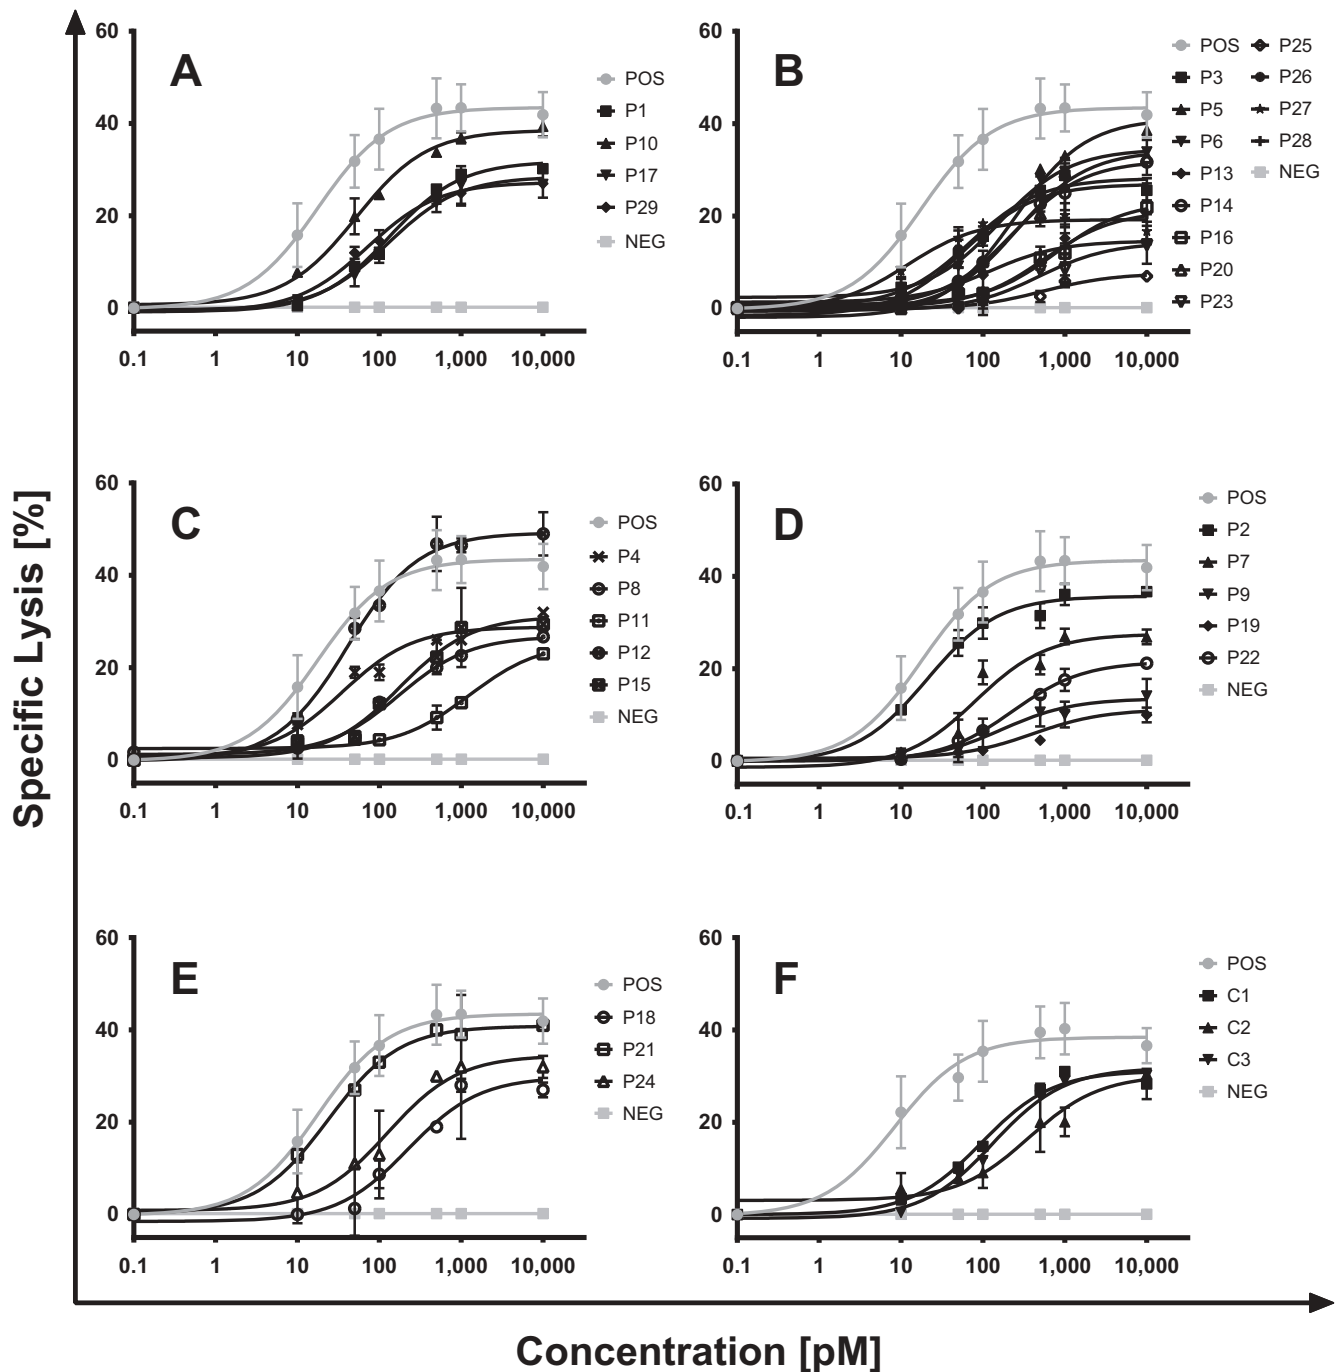 Specific Lysis [%]
A
60
40
20
0
0.1 1 10 100 1,000 10,000
POS
P1
P10
P17
P29
NEG
B
60
40
20
0
0.1 1 10 100 1,000 10,000
POS P25
P3 P26
P5 P27
P6 P28
P13 NEG
P14
P16
P20
P23
C
60
40
20
0
0.1 1 10 100 1,000 10,000
POS
P4
P8
P11
P12
P15
NEG
D
60
40
20
0
0.1 1 10 100 1,000 10,000
POS
P2
P7
P9
P19
P22
NEG
E
60
40
20
0
0.1 1 10 100 1,000 10,000
POS
P18
P21
P24
NEG
F
60
40
20
0
0.1 1 10 100 1,000 10,000
POS
C1
C2
C3
NEG
Concentration [pM]